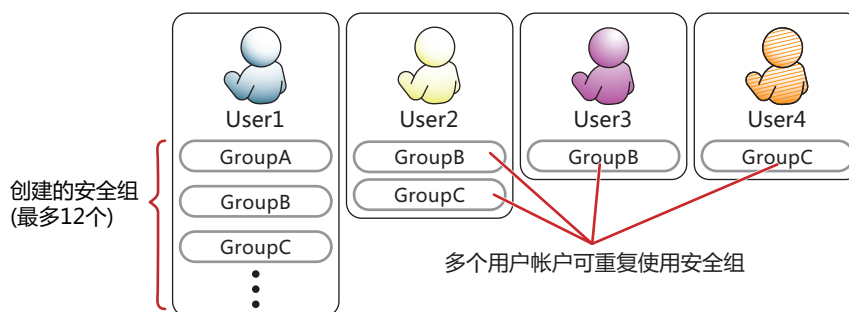 User1
User2
User3
User4
GroupA
GroupB
GroupC
GroupB
GroupC
GroupB
GroupC
创建的安全组
(最多12个)
多个用户帐户可重复使用安全组